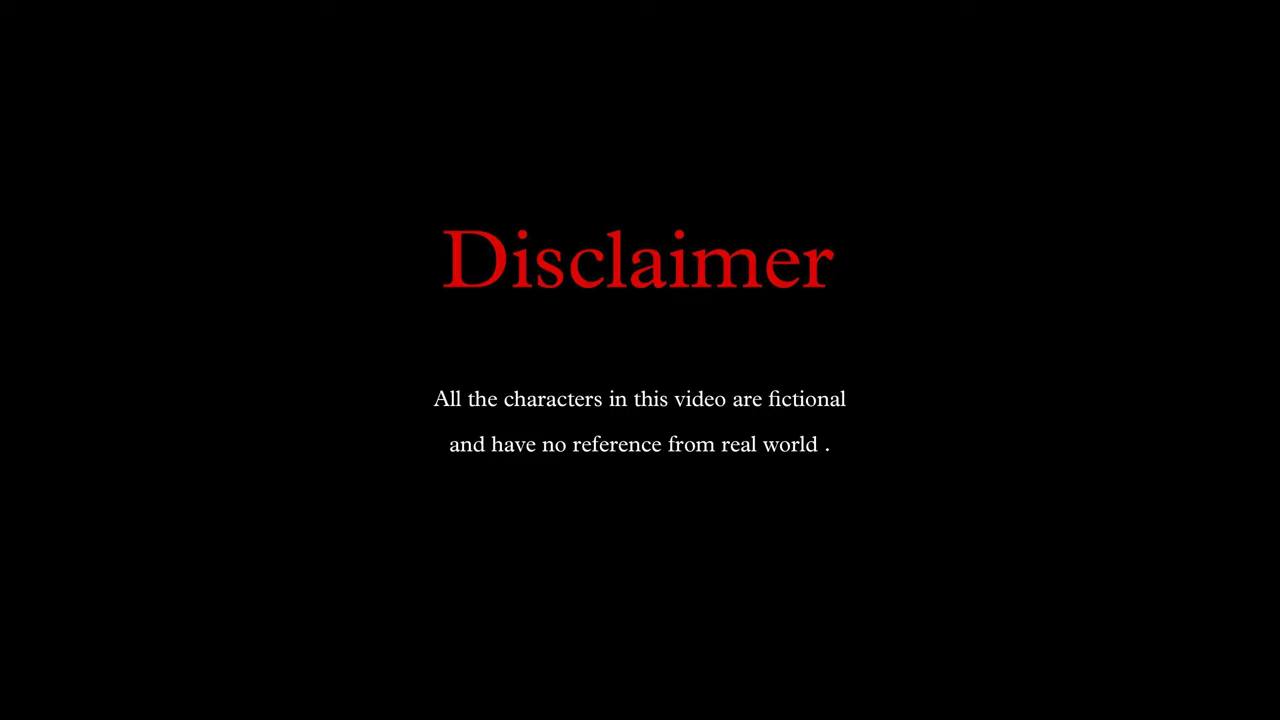 Disclaimer
All the characters in this video are fictional
and have no reference from real world .